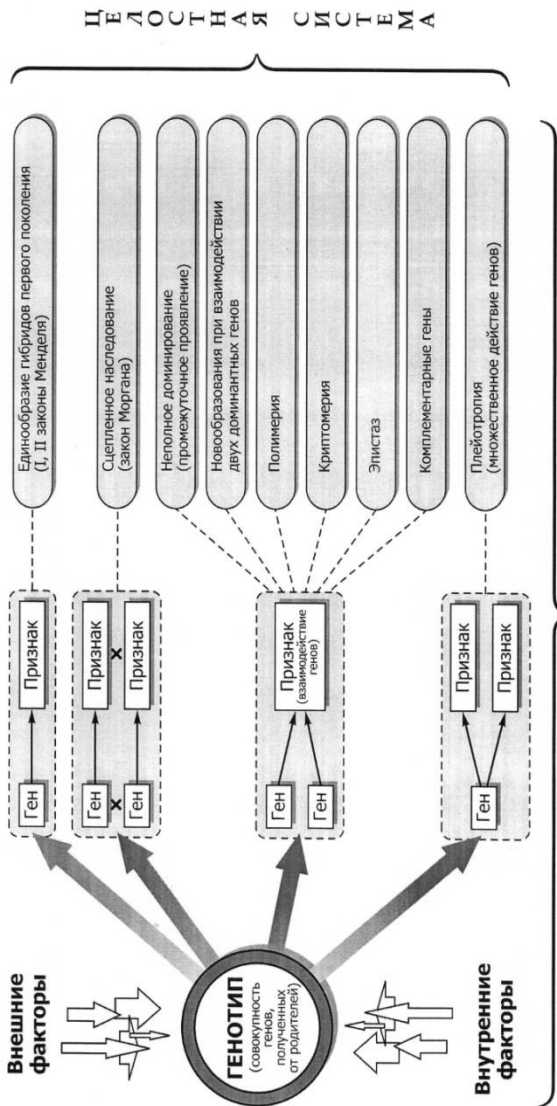 Внешние
факторы
ГЕНОТИП
(совокупность
генов,
полученных
от родителей)
Внутренние
факторы
Ген
Признак
Единообразие гибридов первого поколения
(I, II законы Менделя)
Ген
Признак
×
×
Ген
Признак
Сцепленное наследование
(закон Моргана)
Ген
Ген
Признак
(взаимодействие
генов)
Неполное доминирование
(промежуточное проявление)
Новообразования при взаимодействии
двух доминантных генов
Полимерия
Криптомерия
Эпистаз
Комплементарные гены
Ген
Признак
Признак
Плейотропия
(множественное действие генов)
ЦЕЛОСТНАЯ СИСТЕМА